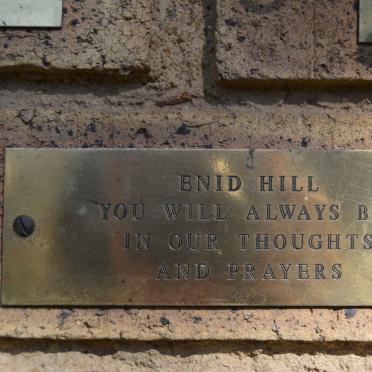 ENID HILL
YOU WILL ALWAYS B
IN OUR THOUGHTS
AND PRAYERS